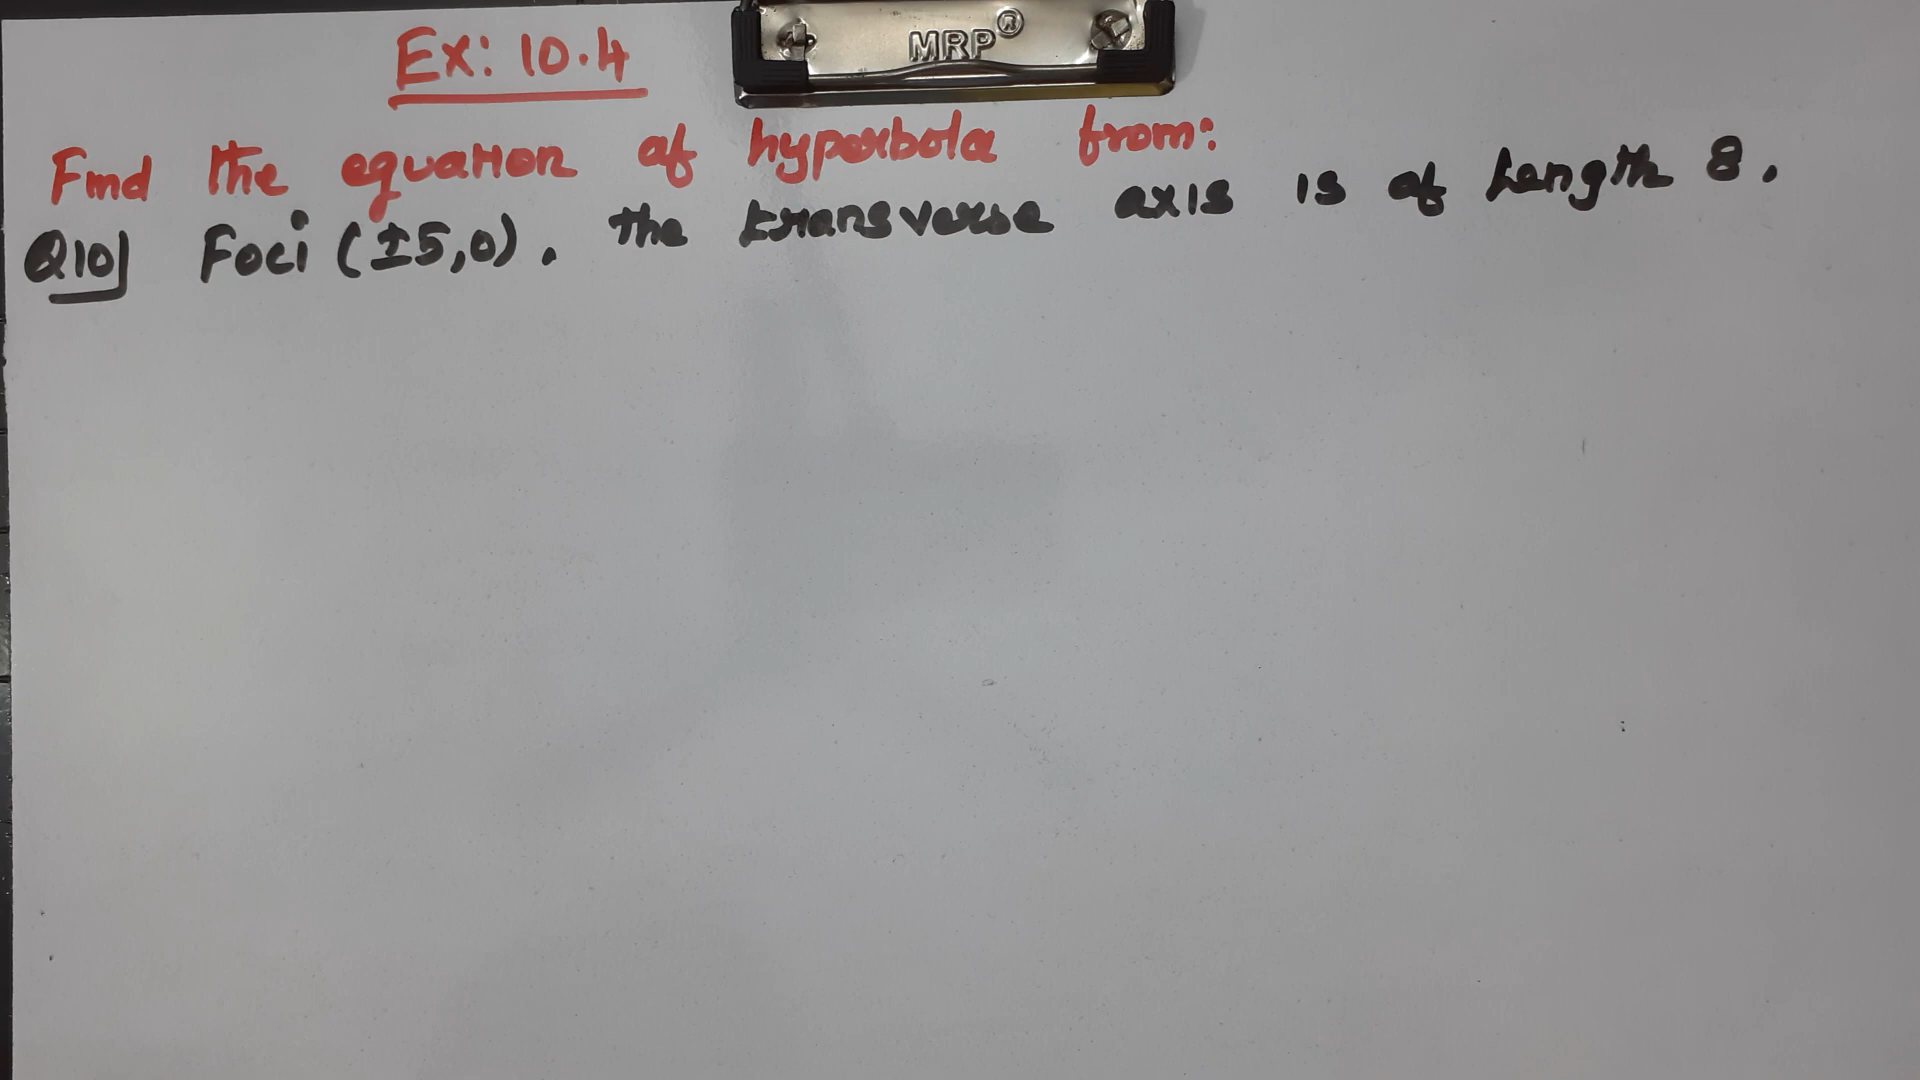 Ex: 10.4
MRP®
Find the equation of hyperbola from:
Q10] Foci (±5,0). the transverse axis is of Length 8.